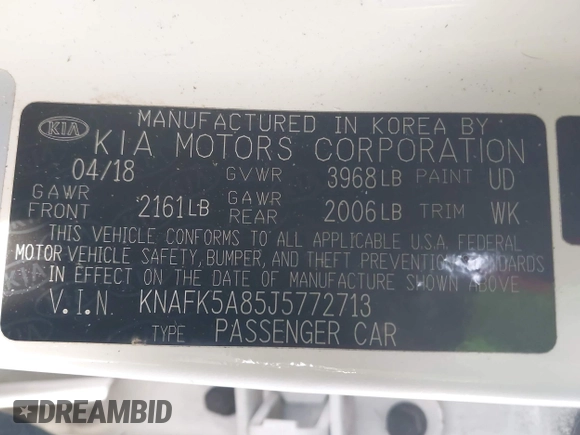 KIA
MANUFACTURED IN KOREA BY
KIA MOTORS CORPORATION
04/18 GVWR 3968LB PAINT UD
GAWR FRONT 2161LB GAWR REAR 2006LB TRIM WK
THIS VEHICLE CONFORMS TO ALL APPLICABLE U.S.A. FEDERAL
MOTOR VEHICLE SAFETY, BUMPER, AND THEFT PREVENTION STANDARDS
IN EFFECT ON THE DATE OF MANUFACTURE SHOWN ABOVE
V.I.N. KNAFK5A85J5772713
TYPE PASSENGER CAR
DREAMBID